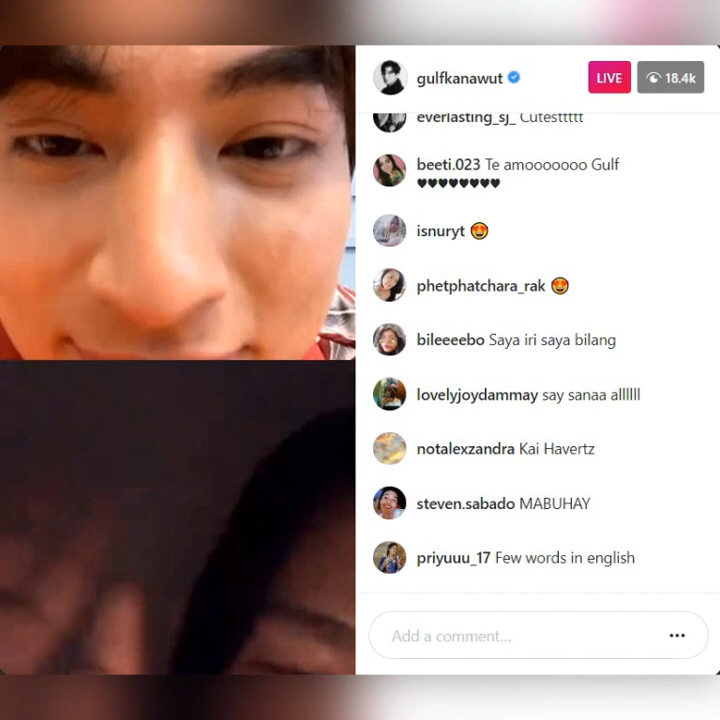 gulfkanawut
LIVE
18.4k
everlasting_sj_ Cutesttttt
beeti.023 Te amooooooo Gulf
♥♥♥♥♥♥♥♥
isnuryt 😍
phetphatchara_rak 😍
bileeeebo Saya iri saya bilang
lovelyjoydammay say sanaa allllll
notalexzandra Kai Havertz
steven.sabado MABUHAY
priyuuu_17 Few words in english
Add a comment...